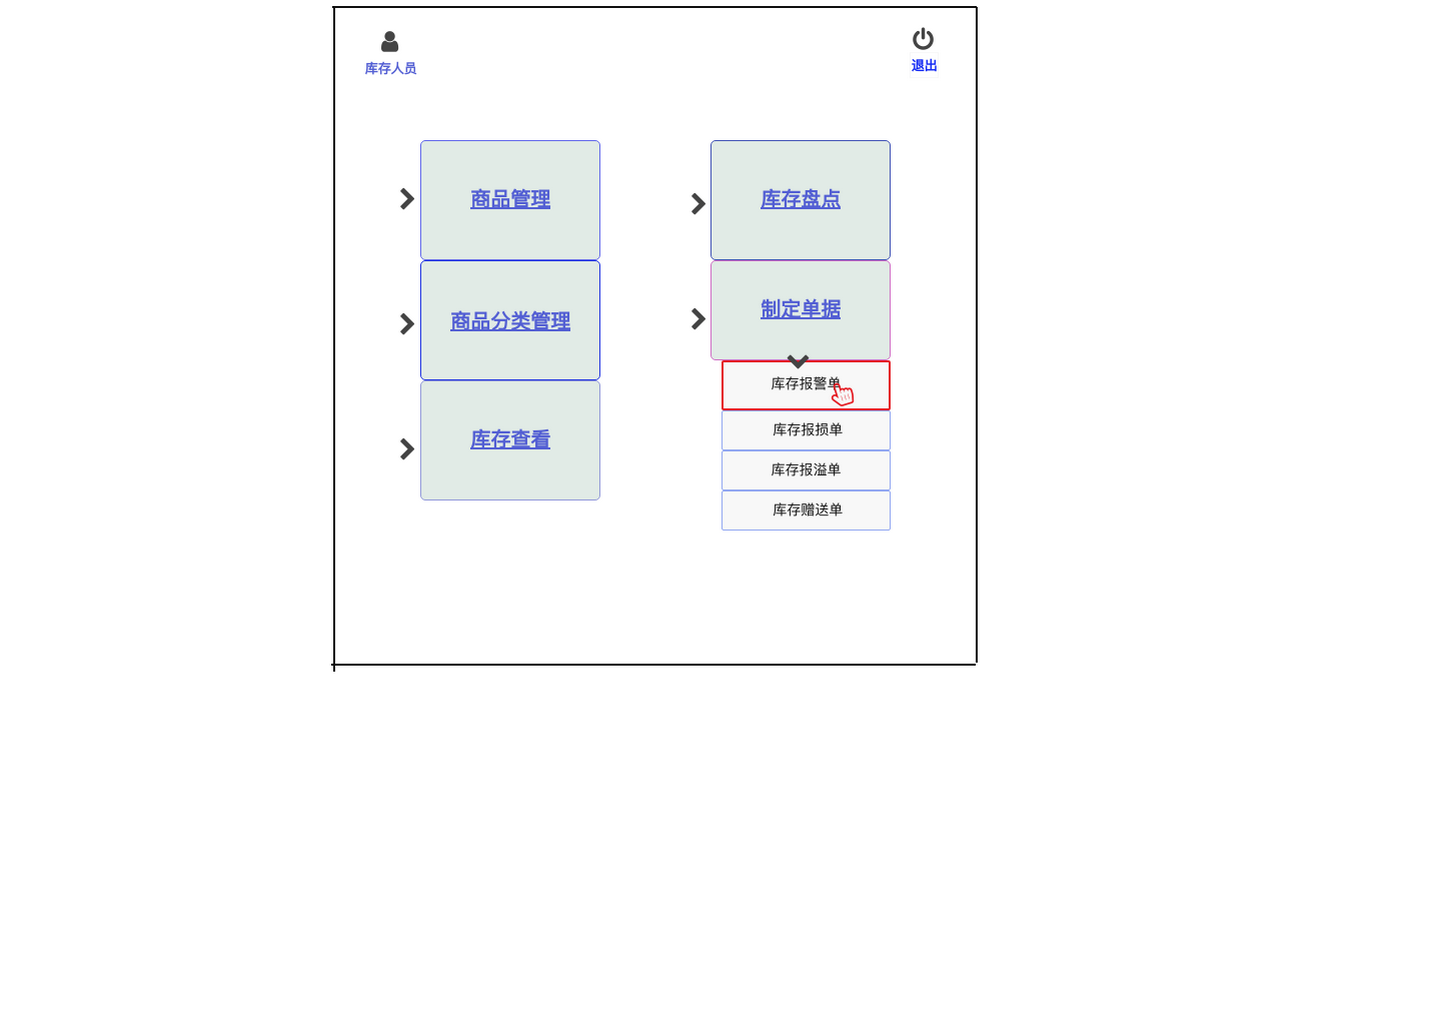 库存人员
退出
商品管理
商品分类管理
库存查看
库存盘点
制定单据
库存报警单
库存报损单
库存报溢单
库存赠送单